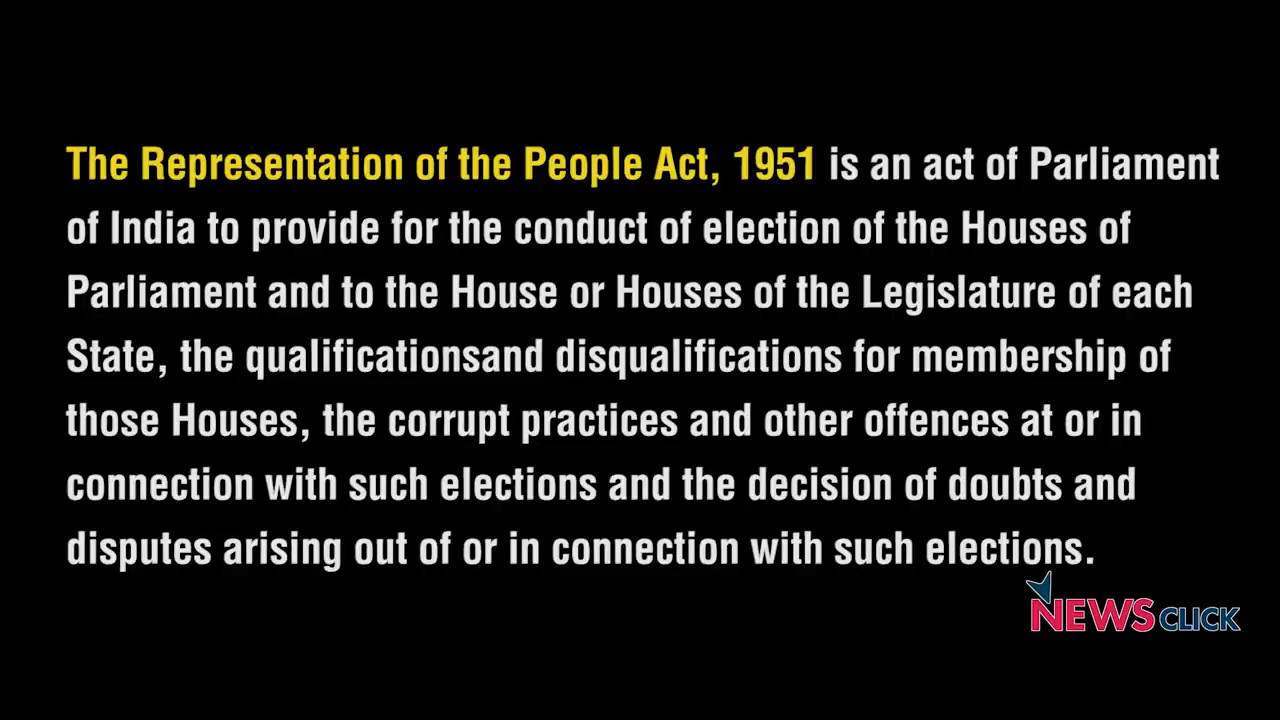 The Representation of the People Act, 1951 is an act of Parliament
of India to provide for the conduct of election of the Houses of
Parliament and to the House or Houses of the Legislature of each
State, the qualificationsand disqualifications for membership of
those Houses, the corrupt practices and other offences at or in
connection with such elections and the decision of doubts and
disputes arising out of or in connection with such elections.
NEWSCLICK